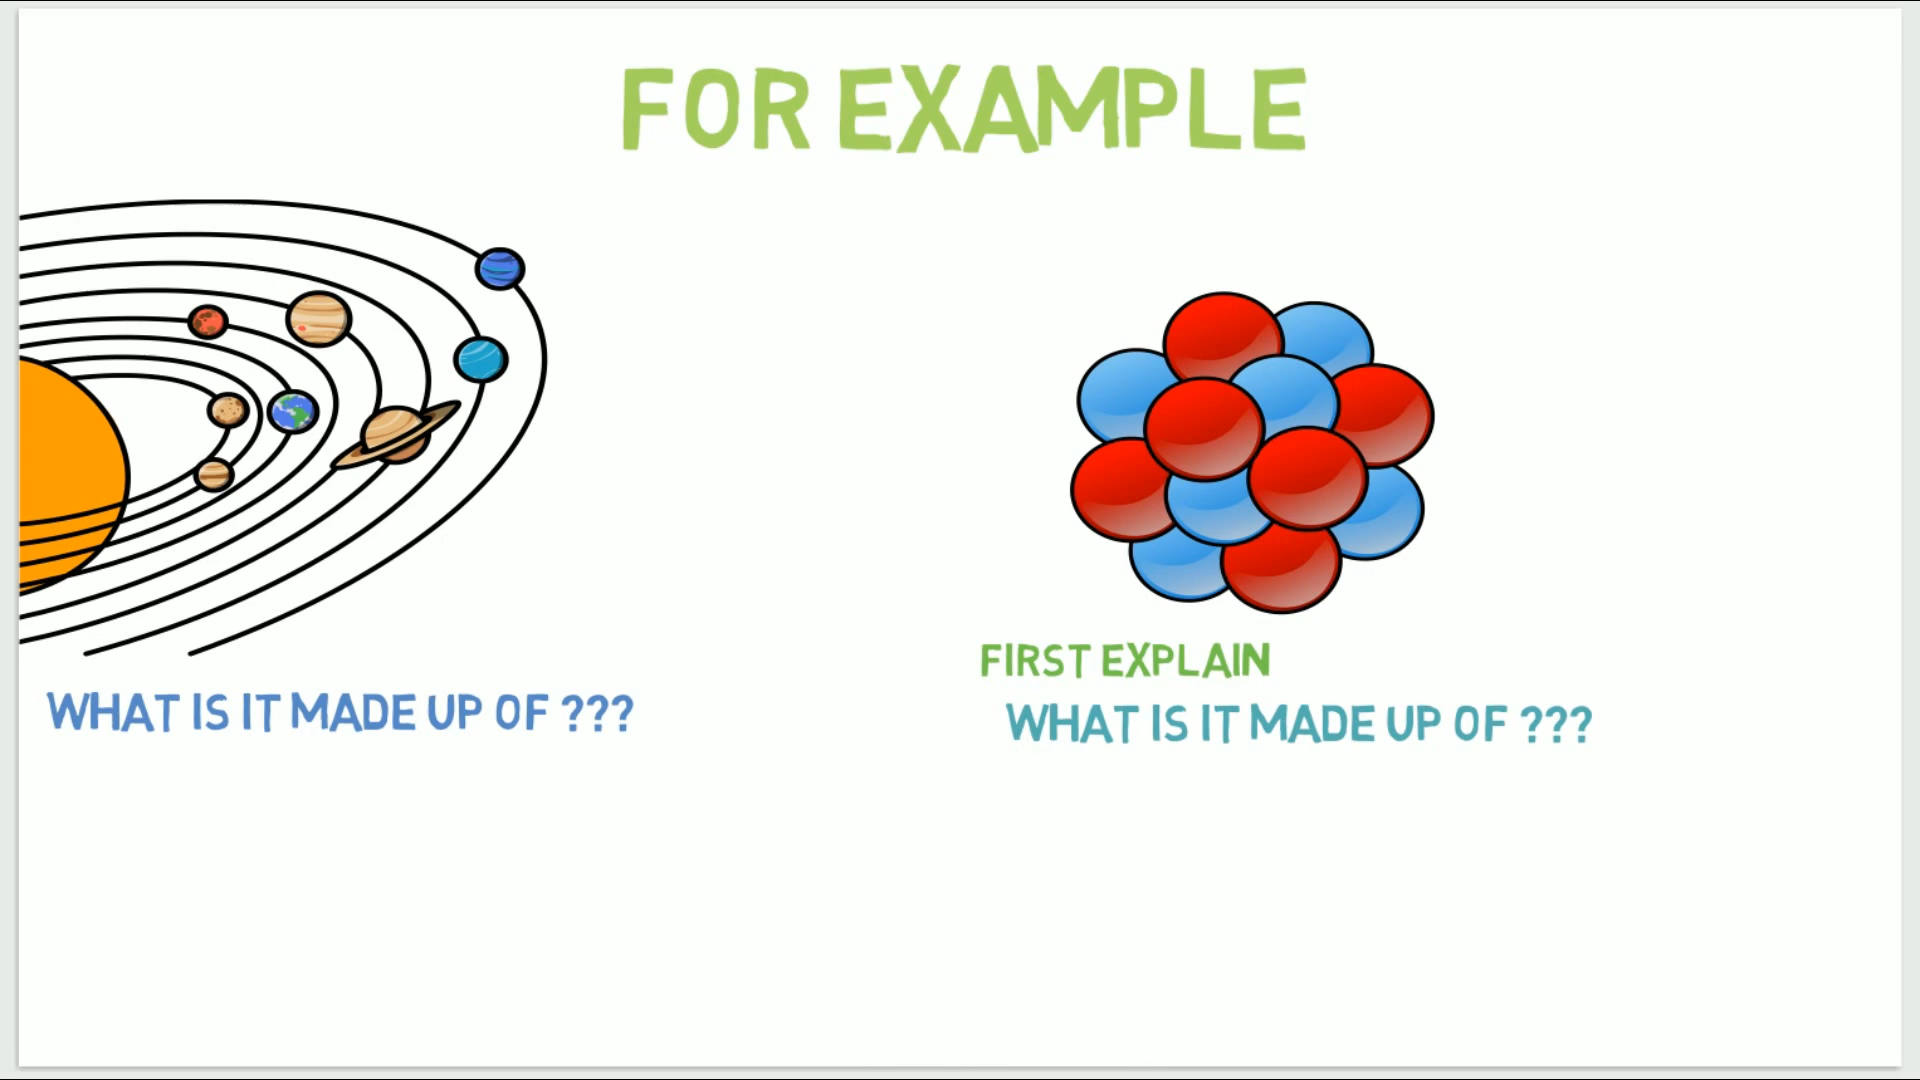 FOR EXAMPLE
WHAT IS IT MADE UP OF ???
FIRST EXPLAIN
WHAT IS IT MADE UP OF ???